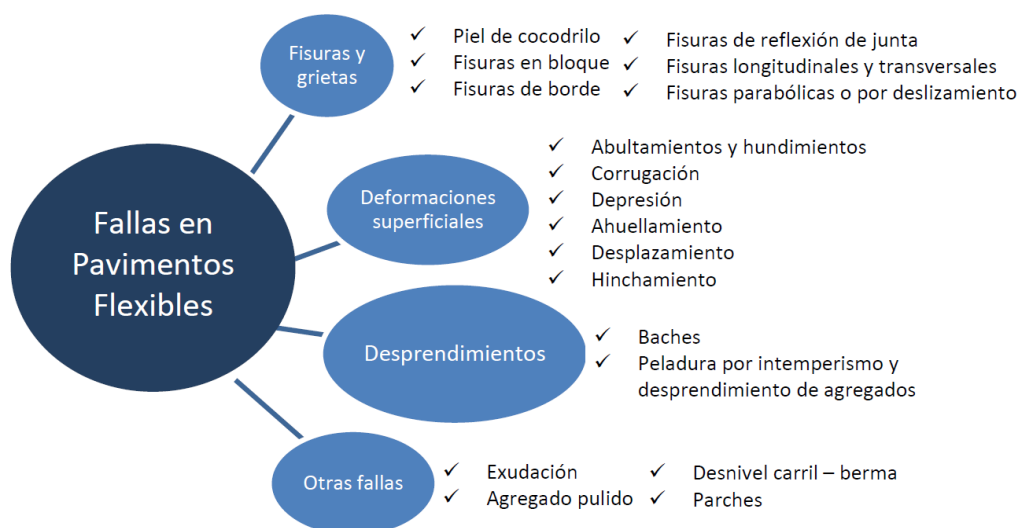 Fallas en
Pavimentos
Flexibles
Fisuras y
grietas
✓ Piel de cocodrilo
✓ Fisuras en bloque
✓ Fisuras de borde
✓ Fisuras de reflexión de junta
✓ Fisuras longitudinales y transversales
✓ Fisuras parabólicas o por deslizamiento
Deformaciones
superficiales
✓ Abultamientos y hundimientos
✓ Corrugación
✓ Depresión
✓ Ahuellamiento
✓ Desplazamiento
✓ Hinchamiento
Desprendimientos
✓ Baches
✓ Peladura por intemperismo y
desprendimiento de agregados
Otras fallas
✓ Exudación
✓ Agregado pulido
✓ Desnivel carril – berma
✓ Parches